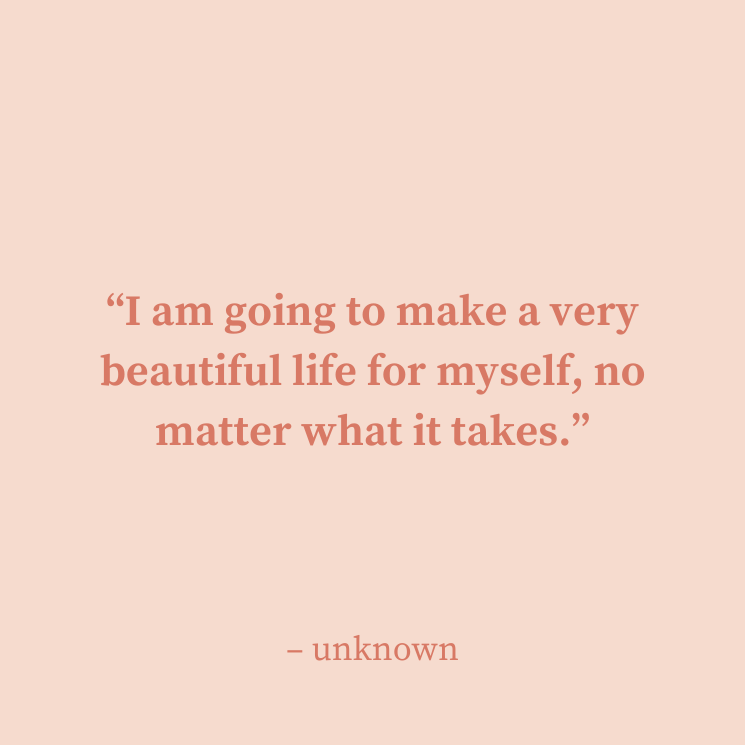 “I am going to make a very
beautiful life for myself, no
matter what it takes.”
– unknown